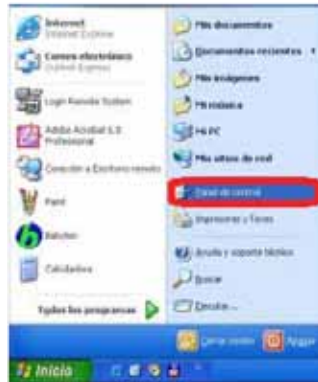 Internet
Internet Explorer
Correo electrónico
Outlook Express
Login Remote System
Adobe Acrobat 5.0
Professional
Conexión a Escritorio remoto
Paint
Calculadora
Todos los programas
Mis documentos
Documentos recientes
Mis imágenes
Mi música
Mi PC
Mis sitios de red
Panel de control
Impresoras y faxes
Ayuda y soporte técnico
Buscar
Ejecutar...
Cerrar sesión
Apagar
Inicio